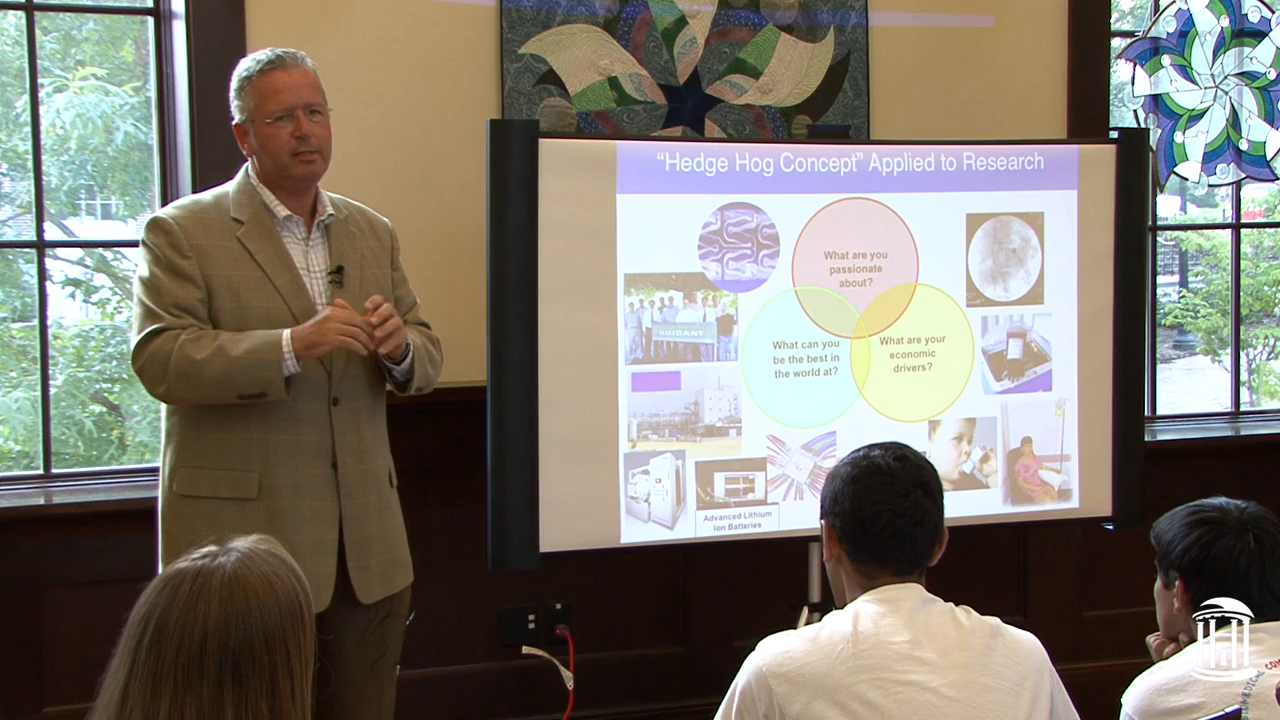 "Hedge Hog Concept" Applied to Research
What are you
passionate
about?
What can you
be the best in
the world at?
What are your
economic
drivers?
GUIDANT
Advanced Lithium
Ion Batteries